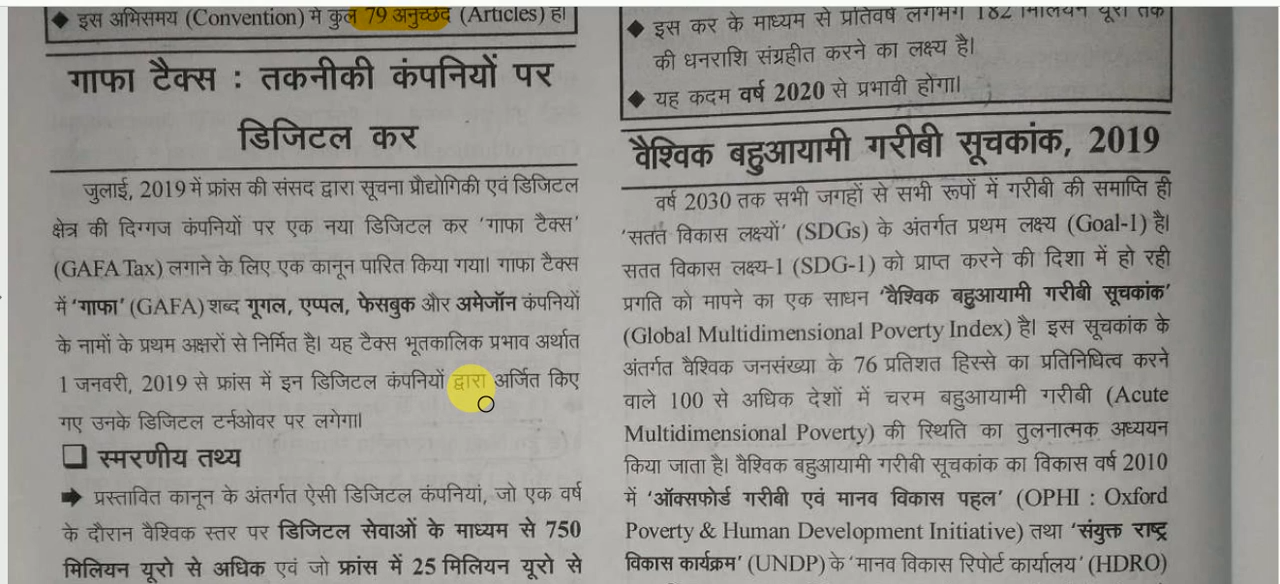 ◆ इस अभिसमय (Convention) में कुल 79 अनुच्छेद (Articles) हैं।
गाफा टैक्स : तकनीकी कंपनियों पर
डिजिटल कर
जुलाई, 2019 में फ्रांस की संसद द्वारा सूचना प्रौद्योगिकी एवं डिजिटल
क्षेत्र की दिग्गज कंपनियों पर एक नया डिजिटल कर 'गाफा टैक्स'
(GAFA Tax) लगाने के लिए एक कानून पारित किया गया। गाफा टैक्स
में 'गाफा' (GAFA) शब्द गूगल, एप्पल, फेसबुक और अमेजॉन कंपनियों
के नामों के प्रथम अक्षरों से निर्मित है। यह टैक्स भूतकालिक प्रभाव अर्थात
1 जनवरी, 2019 से फ्रांस में इन डिजिटल कंपनियों द्वारा अर्जित किए
गए उनके डिजिटल टर्नओवर पर लगेगा।
❑ स्मरणीय तथ्य
➡ प्रस्तावित कानून के अंतर्गत ऐसी डिजिटल कंपनियां, जो एक वर्ष
के दौरान वैश्विक स्तर पर डिजिटल सेवाओं के माध्यम से 750
मिलियन यूरो से अधिक एवं जो फ्रांस में 25 मिलियन यूरो से
◆ इस कर के माध्यम से प्रतिवर्ष लगभग 182 मिलियन यूरो तक
की धनराशि संग्रहीत करने का लक्ष्य है।
◆ यह कदम वर्ष 2020 से प्रभावी होगा।
वैश्विक बहुआयामी गरीबी सूचकांक, 2019
वर्ष 2030 तक सभी जगहों से सभी रूपों में गरीबी की समाप्ति ही
'सतत विकास लक्ष्यों' (SDGs) के अंतर्गत प्रथम लक्ष्य (Goal-1) है।
सतत विकास लक्ष्य-1 (SDG-1) को प्राप्त करने की दिशा में हो रही
प्रगति को मापने का एक साधन 'वैश्विक बहुआयामी गरीबी सूचकांक'
(Global Multidimensional Poverty Index) है। इस सूचकांक के
अंतर्गत वैश्विक जनसंख्या के 76 प्रतिशत हिस्से का प्रतिनिधित्व करने
वाले 100 से अधिक देशों में चरम बहुआयामी गरीबी (Acute
Multidimensional Poverty) की स्थिति का तुलनात्मक अध्ययन
किया जाता है। वैश्विक बहुआयामी गरीबी सूचकांक का विकास वर्ष 2010
में 'ऑक्सफोर्ड गरीबी एवं मानव विकास पहल' (OPHI : Oxford
Poverty & Human Development Initiative) तथा 'संयुक्त राष्ट्र
विकास कार्यक्रम' (UNDP) के 'मानव विकास रिपोर्ट कार्यालय' (HDRO)